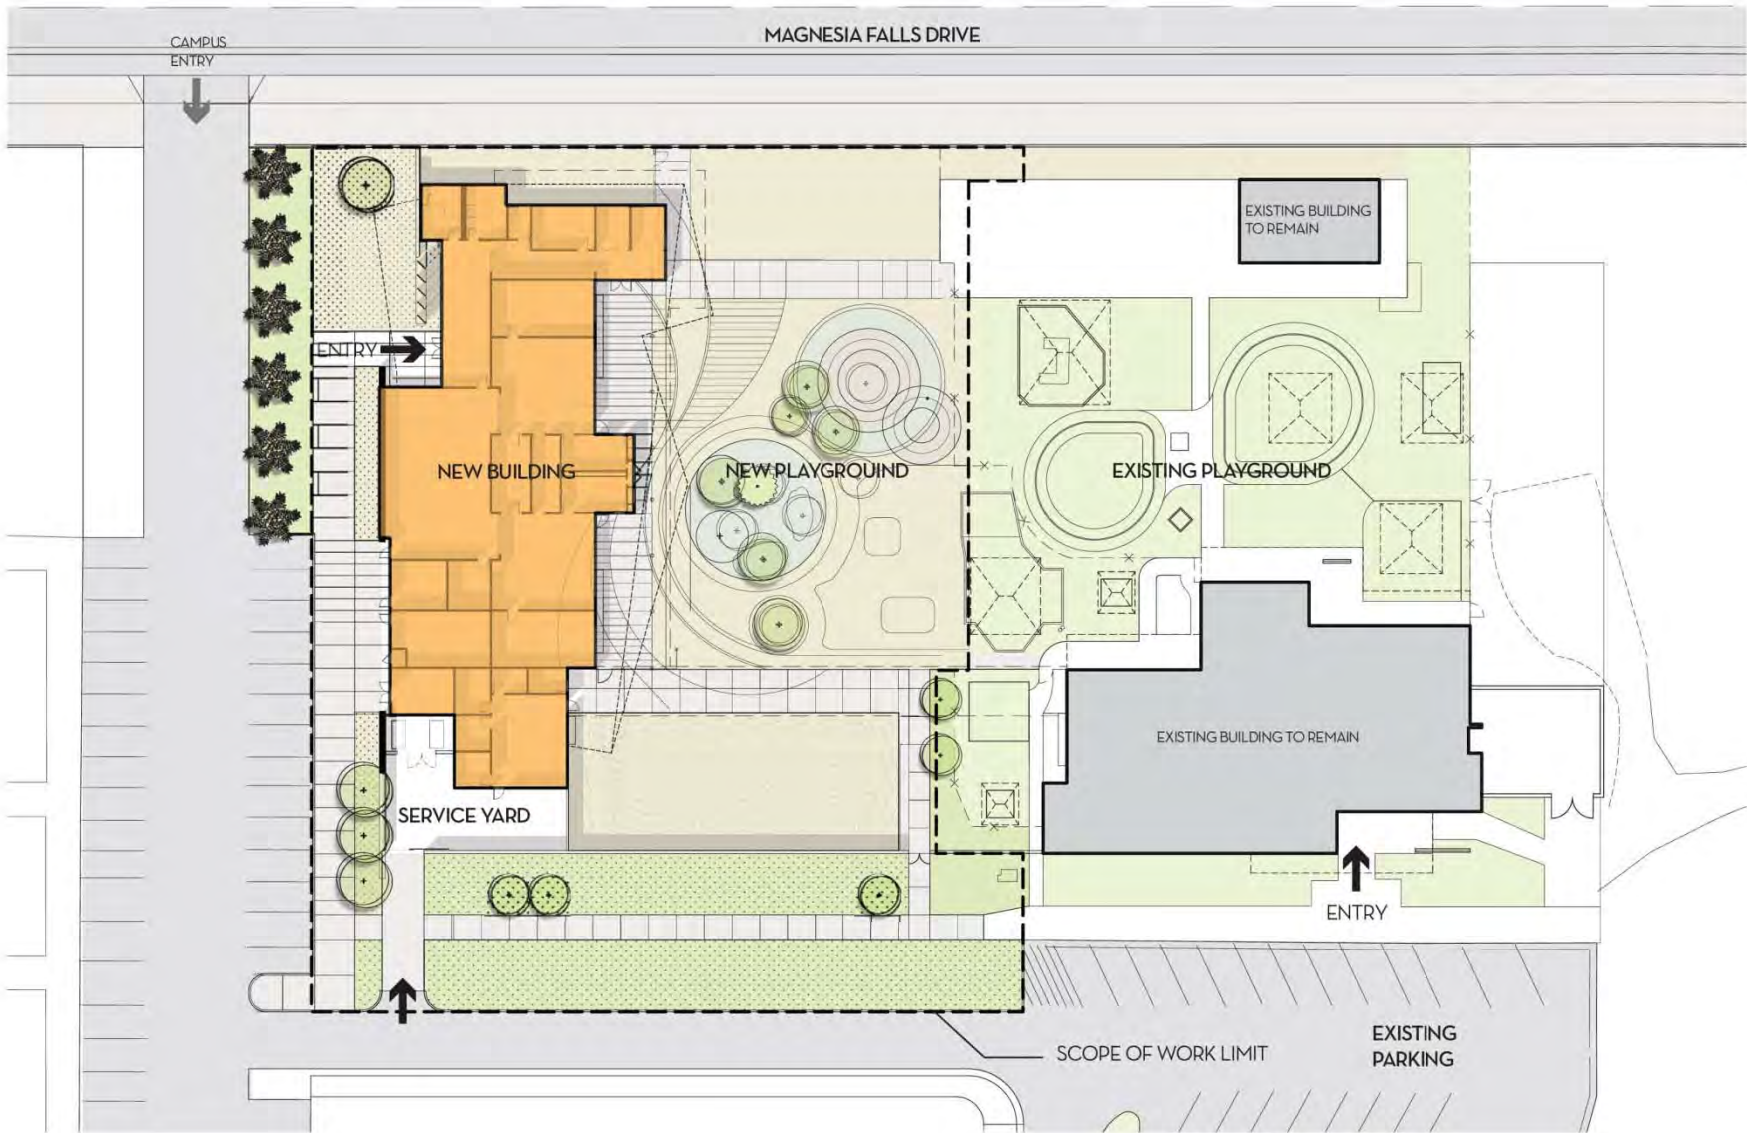 MAGNESIA FALLS DRIVE
CAMPUS
ENTRY
EXISTING BUILDING
TO REMAIN
ENTRY
NEW BUILDING
NEW PLAYGROUND
EXISTING PLAYGROUND
EXISTING BUILDING TO REMAIN
SERVICE YARD
ENTRY
SCOPE OF WORK LIMIT
EXISTING
PARKING